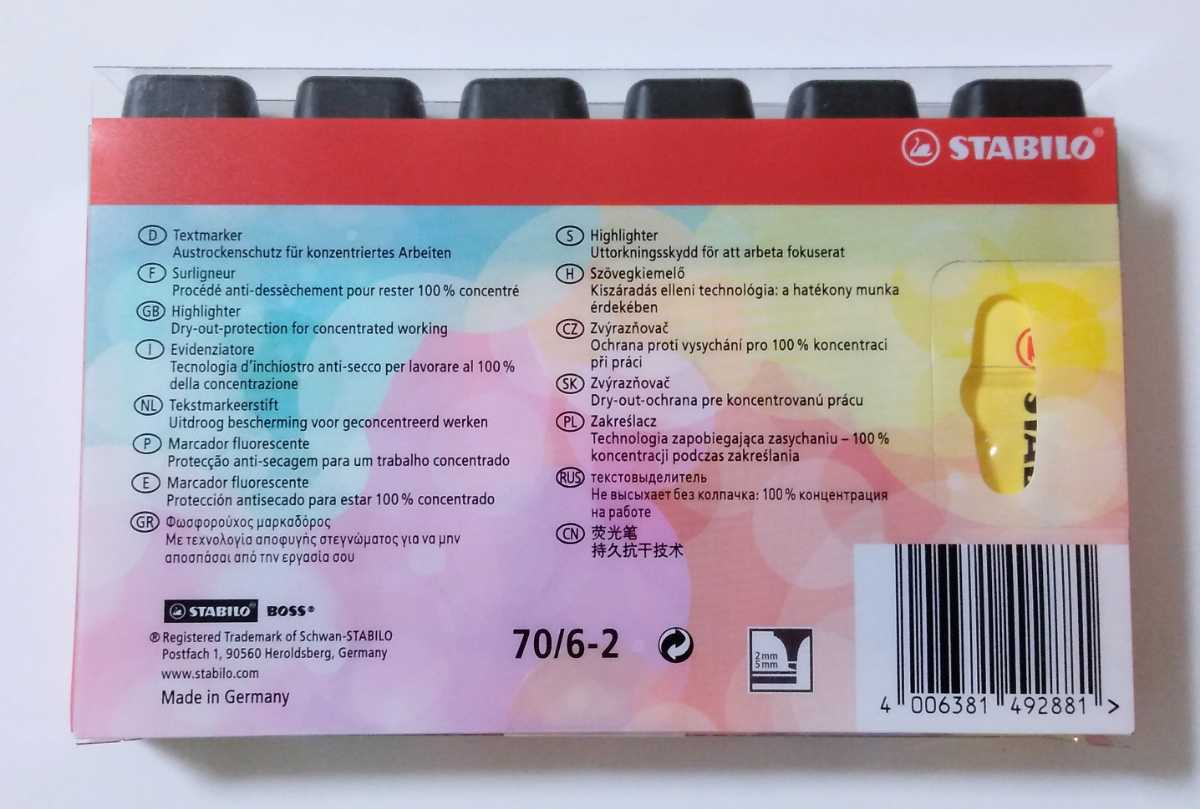 STABILO®
D Textmarker
Austrockenschutz für konzentriertes Arbeiten
F Surligneur
Procédé anti-dessèchement pour rester 100 % concentré
GB Highlighter
Dry-out-protection for concentrated working
I Evidenziatore
Tecnologia d'inchiostro anti-secco per lavorare al 100 %
della concentrazione
NL Tekstmarkeerstift
Uitdroog bescherming voor geconcentreerd werken
P Marcador fluorescente
Protecção anti-secagem para um trabalho concentrado
E Marcador fluorescente
Protección antisecado para estar 100 % concentrado
GR Φωσφορούχος μαρκαδόρος
Με τεχνολογία αποφυγής στεγνώματος για να μην
αποσπάσαι από την εργασία σου
S Highlighter
Uttorkningsskydd för att arbeta fokuserat
H Szövegkiemelő
Kiszáradás elleni technológia: a hatékony munka
érdekében
CZ Zvýrazňovač
Ochrana proti vysychání pro 100 % koncentraci
při práci
SK Zvýrazňovač
Dry-out-ochrana pre koncentrovanú prácu
PL Zakreślacz
Technologia zapobiegająca zasychaniu – 100 %
koncentracji podczas zakreślania
RUS текстовыделитель
Не высыхает без колпачка: 100 % концентрация
на работе
CN 荧光笔
持久抗干技术
STAB
STABILO® BOSS®
® Registered Trademark of Schwan-STABILO
Postfach 1, 90560 Heroldsberg, Germany
www.stabilo.com
Made in Germany
70/6-2
2 mm
5 mm
4 006381 492881 >